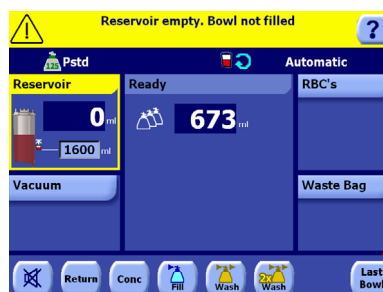 Reservoir empty. Bowl not filled
?
125 Pstd
Automatic
Reservoir
Ready
RBC's
0 ml
673 ml
1600 ml
Vacuum
Waste Bag
Return
Conc
Fill
Wash
2x Wash
Last Bowl